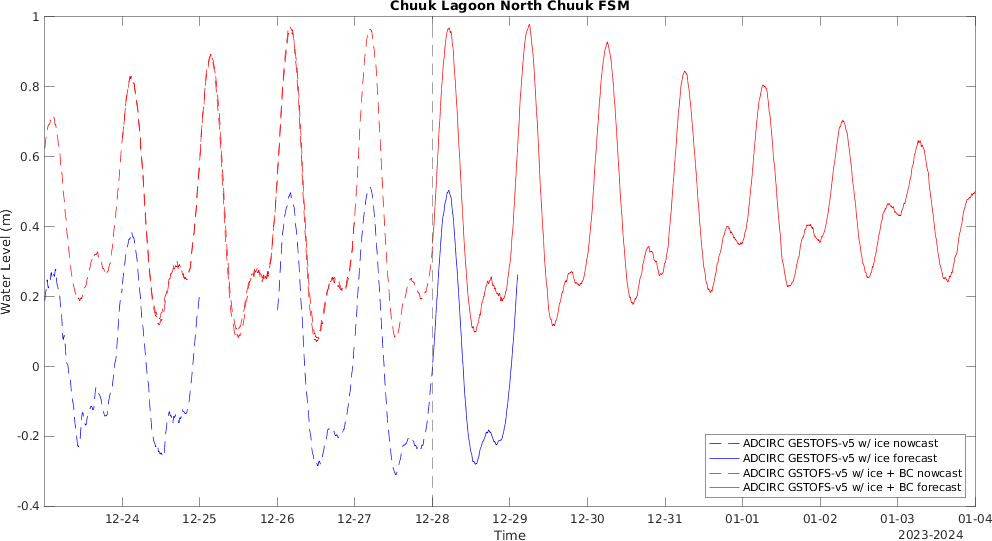 Chuuk Lagoon North Chuuk FSM
Water Level (m)
1
0.8
0.6
0.4
0.2
0
-0.2
-0.4
ADCIRC GESTOFS-v5 w/ ice nowcast
ADCIRC GESTOFS-v5 w/ ice forecast
ADCIRC GSTOFS-v5 w/ ice + BC nowcast
ADCIRC GSTOFS-v5 w/ ice + BC forecast
12-24 12-25 12-26 12-27 12-28 12-29 12-30 12-31 01-01 01-02 01-03 01-04
Time
2023-2024